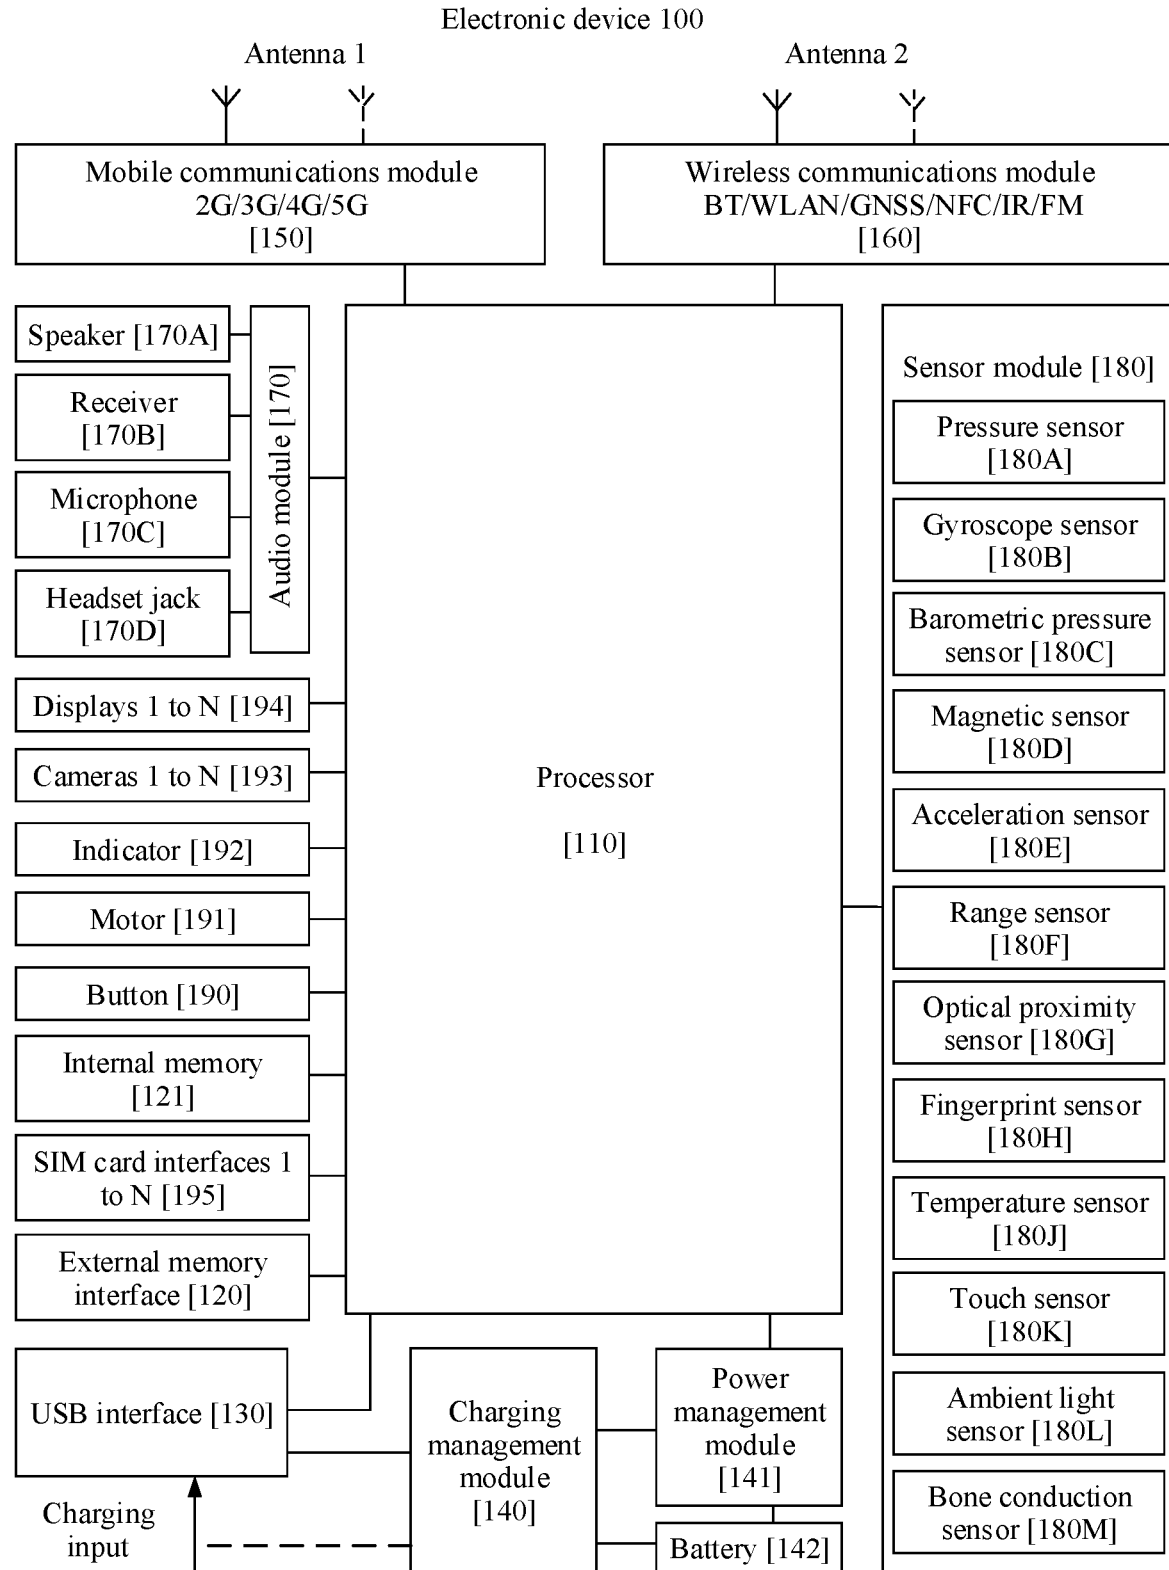 Electronic device 100
Antenna 1
Antenna 2
Mobile communications module
2G/3G/4G/5G
[150]
Wireless communications module
BT/WLAN/GNSS/NFC/IR/FM
[160]
Speaker [170A]
Receiver
[170B]
Microphone
[170C]
Headset jack
[170D]
Audio module [170]
Displays 1 to N [194]
Cameras 1 to N [193]
Indicator [192]
Motor [191]
Button [190]
Internal memory
[121]
SIM card interfaces 1
to N [195]
External memory
interface [120]
Processor
[110]
Sensor module [180]
Pressure sensor
[180A]
Gyroscope sensor
[180B]
Barometric pressure
sensor [180C]
Magnetic sensor
[180D]
Acceleration sensor
[180E]
Range sensor
[180F]
Optical proximity
sensor [180G]
Fingerprint sensor
[180H]
Temperature sensor
[180J]
Touch sensor
[180K]
Ambient light
sensor [180L]
Bone conduction
sensor [180M]
USB interface [130]
Charging
management
module
[140]
Power
management
module
[141]
Battery [142]
Charging
input